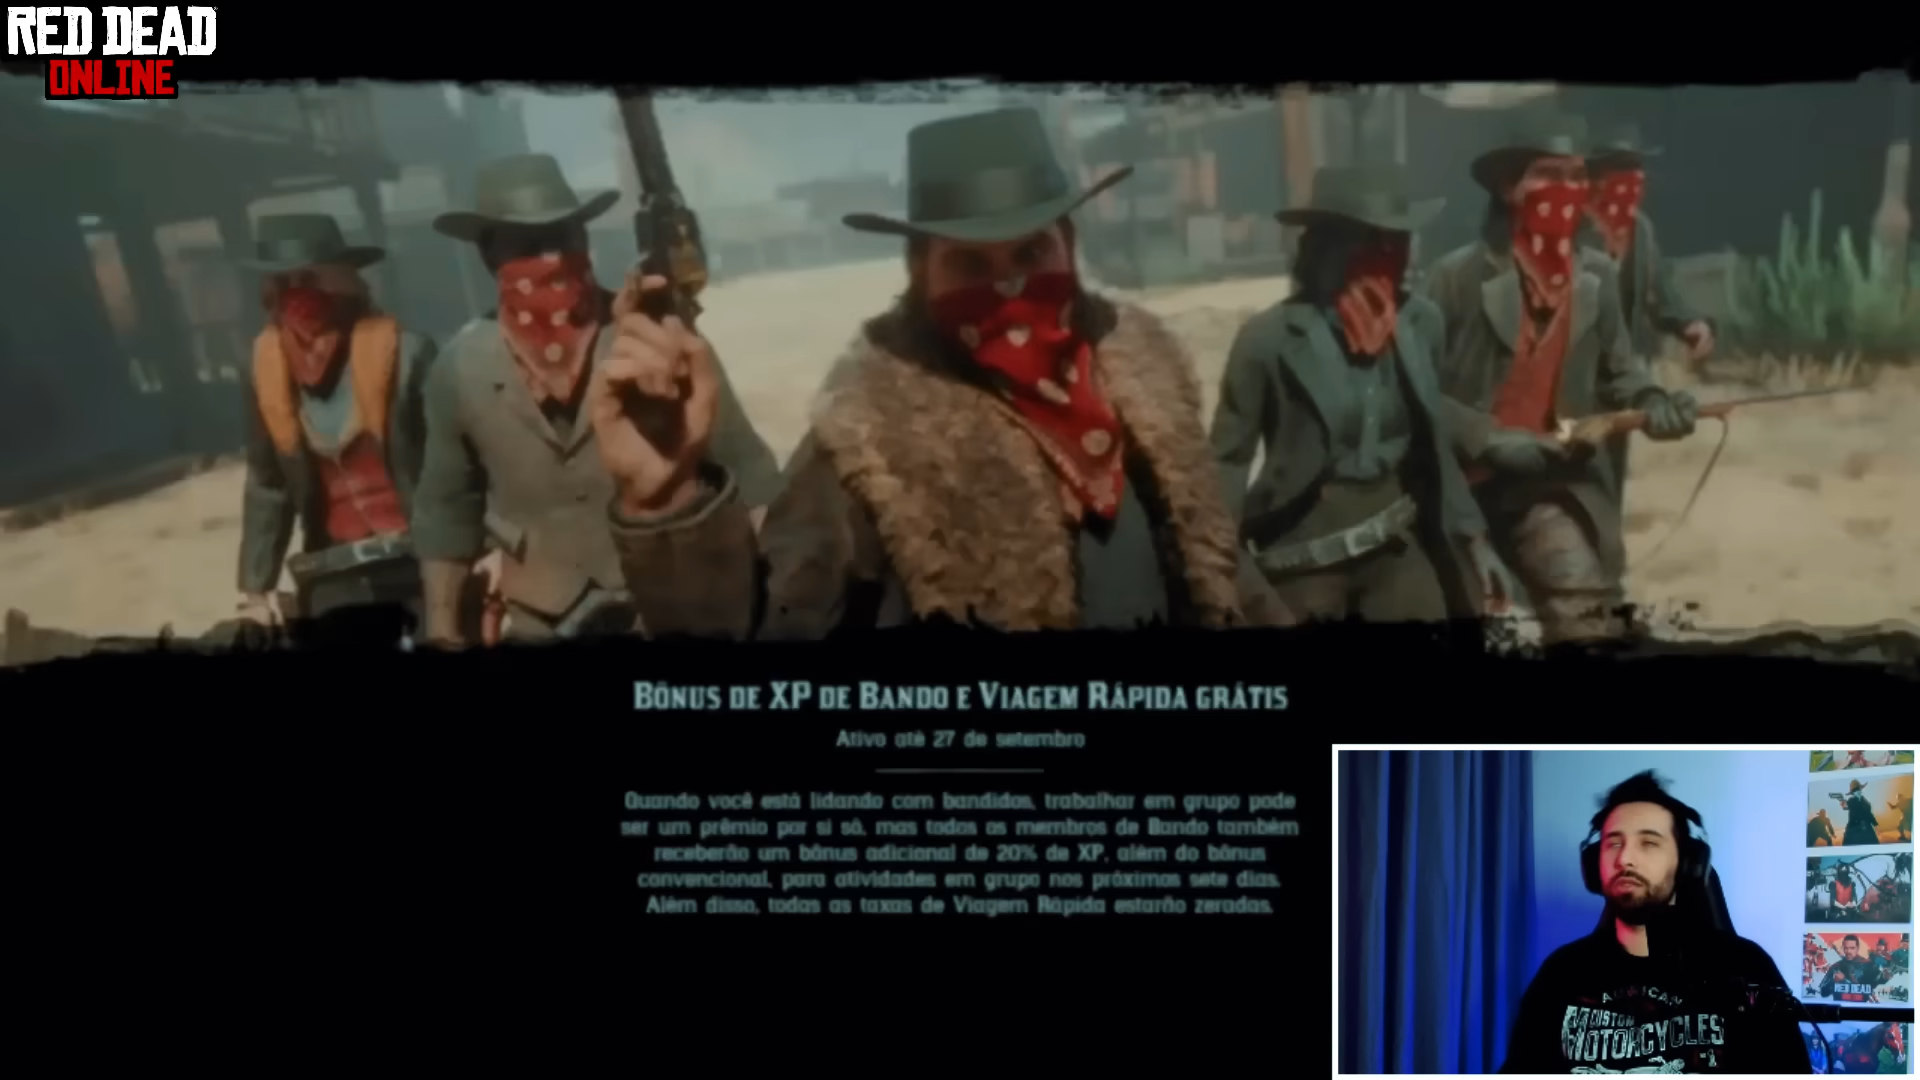 RED DEAD
ONLINE
BÔNUS DE XP DE BANDO E VIAGEM RÁPIDA GRÁTIS
Ativo até 27 de setembro
Quando você está lidando com bandidos, trabalhar em grupo pode
ser um prêmio por si só, mas todos os membros de Bando também
receberão um bônus adicional de 20% de XP, além do bônus
convencional, para atividades em grupo nos próximos sete dias.
Além disso, todas as taxas de Viagem Rápida estarão zeradas.
RED DEAD
CUSTOM
MOTORCYCLES